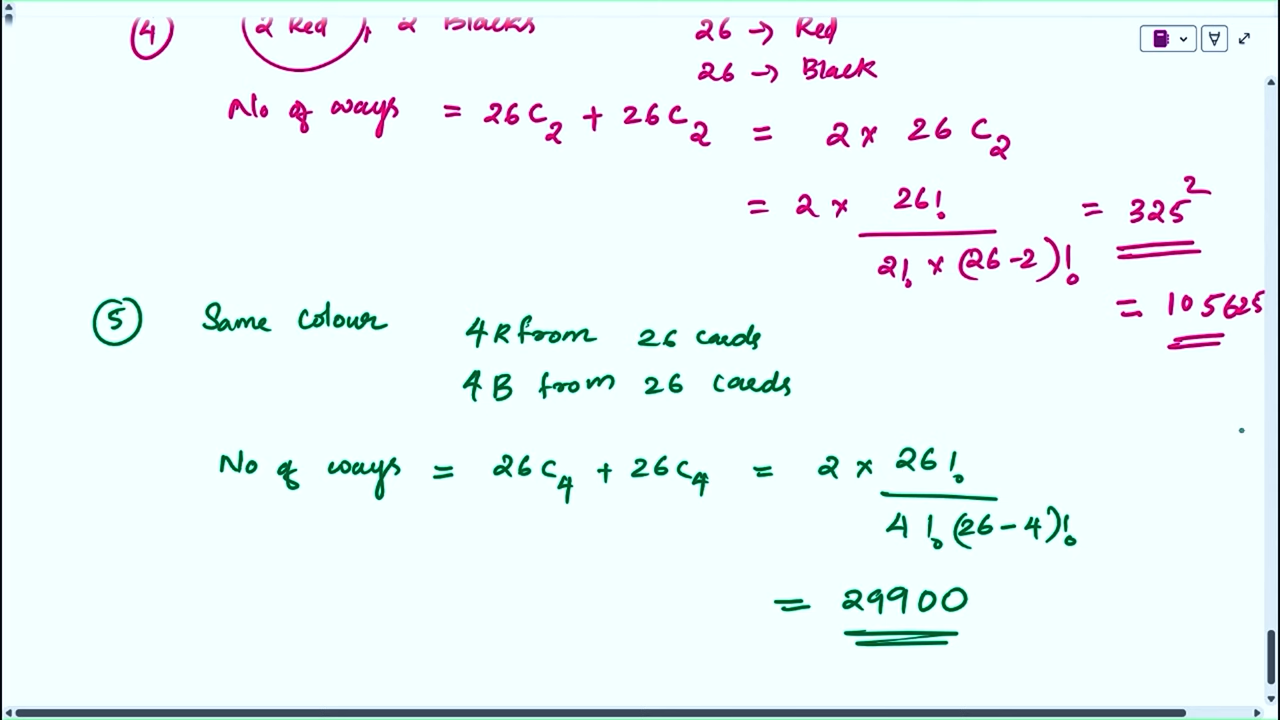 (4) 2 Red, 2 Blacks 26 → Red
26 → Black
No of ways = 26C₂ + 26C₂ = 2 × 26C₂
= 2 × 26! / 2! × (26-2)! = 325²
= 105625
(5) Same colour 4R from 26 cards
4B from 26 cards
No of ways = 26C₄ + 26C₄ = 2 × 26! / 4! (26-4)!
= 29900